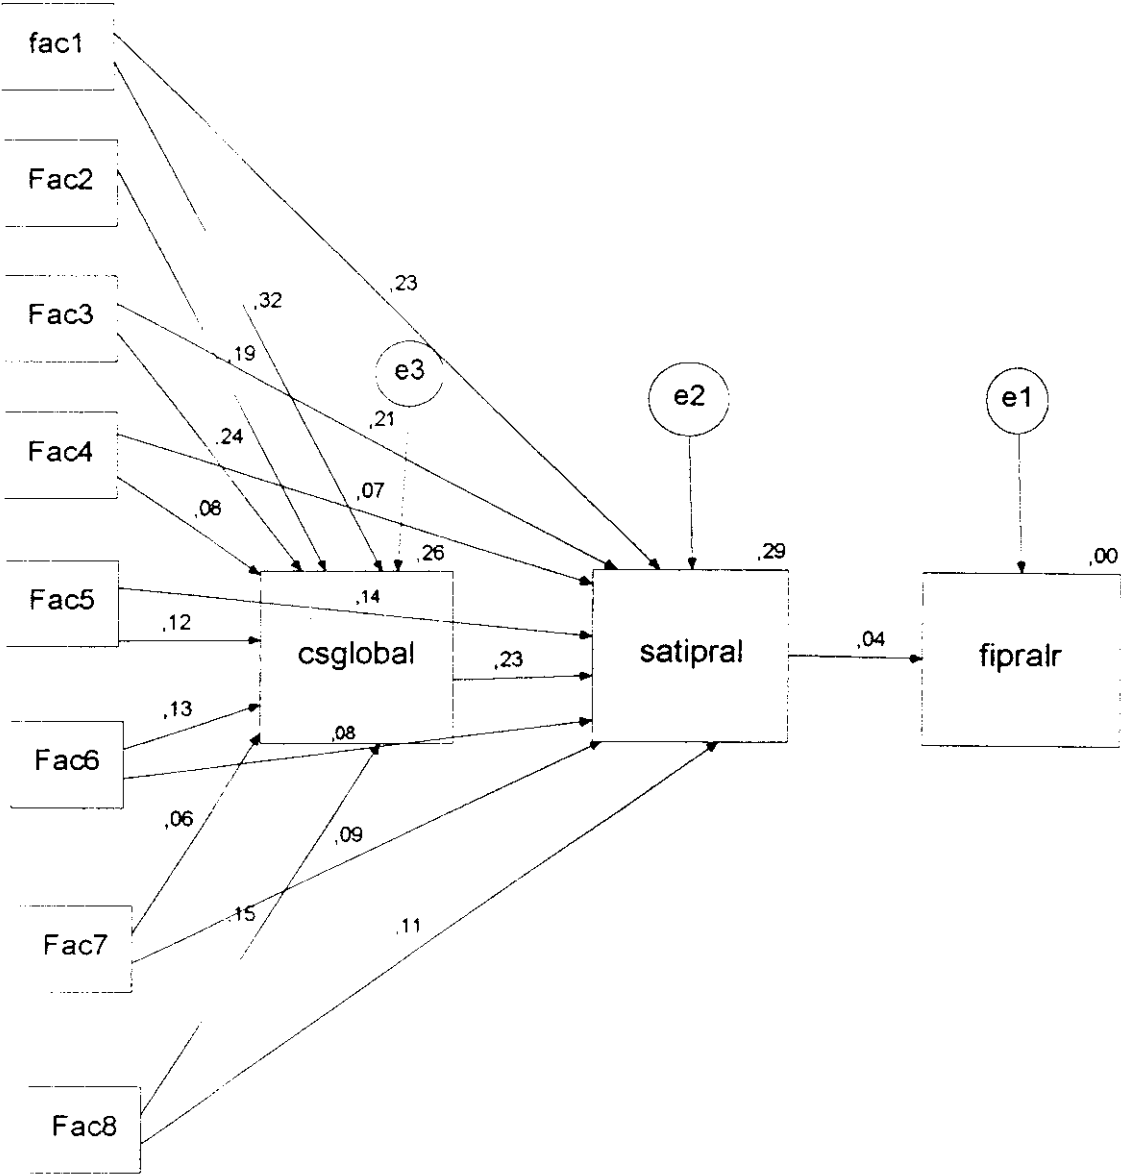 fac1
Fac2
,23
,32
Fac3
,19
e3
e2
e1
,21
.24
Fac4
,07
,08
,26
,29
,00
Fac5
,14
,12
csglobal
,23
satipral
,04
fipralr
,13
,08
Fac6
,06
,09
,15
.11
Fac7
Fac8